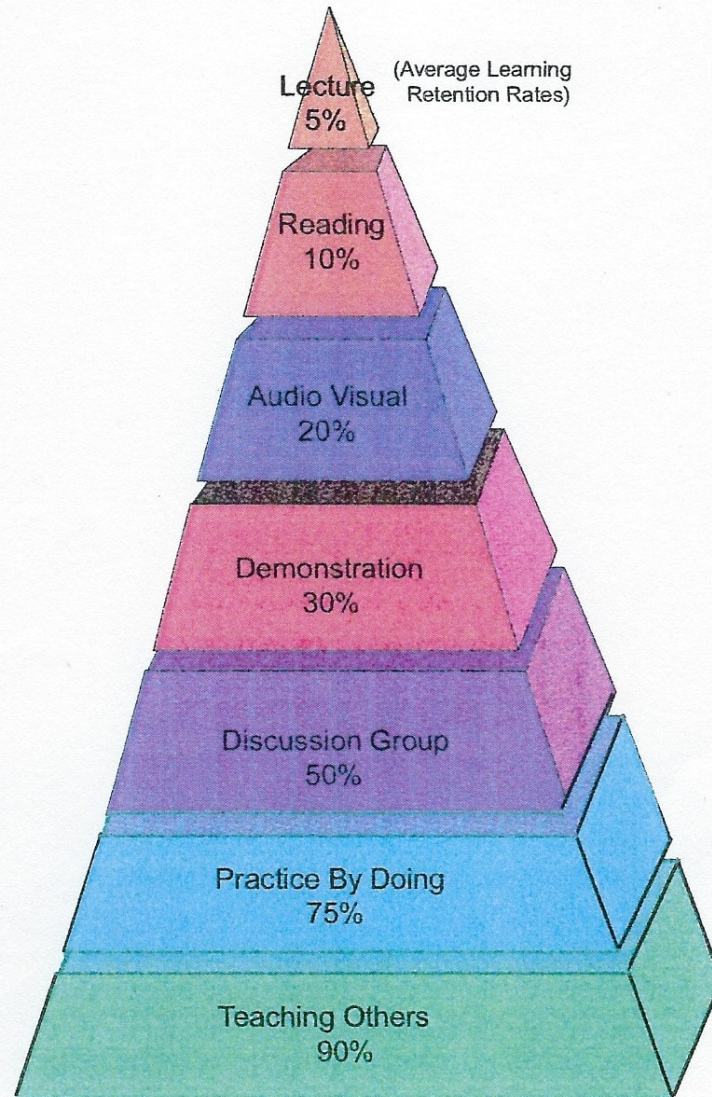 Lecture
5%
(Average Learning
Retention Rates)
Reading
10%
Audio Visual
20%
Demonstration
30%
Discussion Group
50%
Practice By Doing
75%
Teaching Others
90%